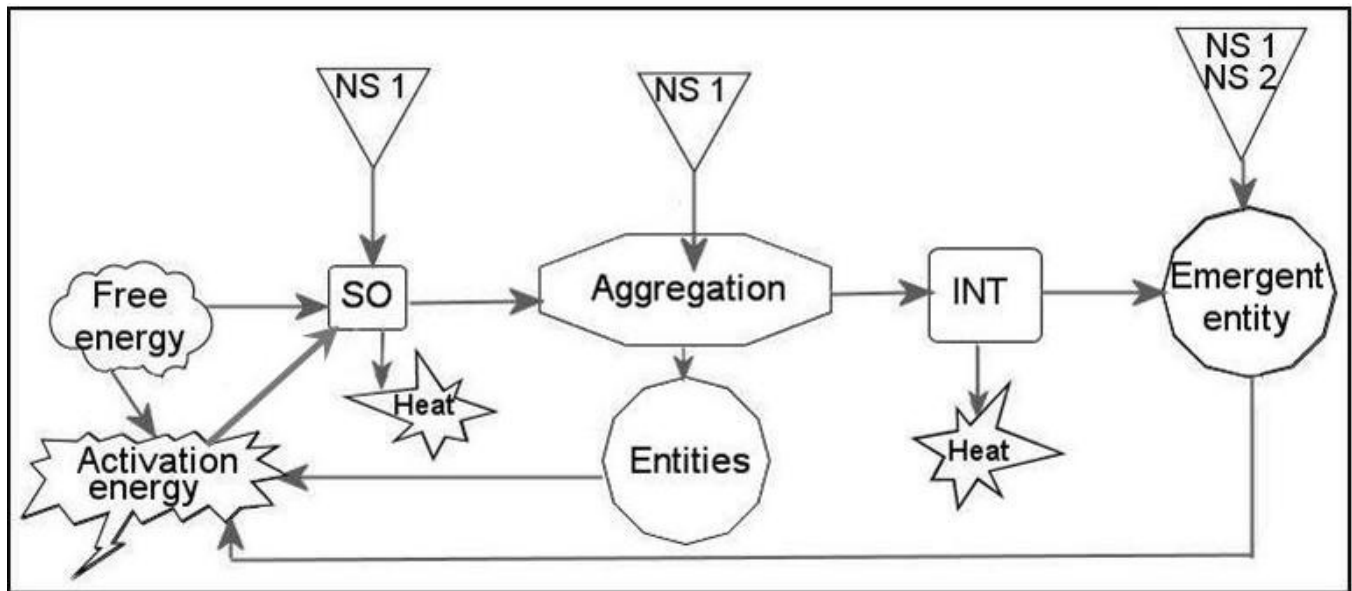 NS 1
NS 1
NS 1
NS 2
Free
energy
SO
Aggregation
INT
Emergent
entity
Heat
Activation
energy
Entities
Heat